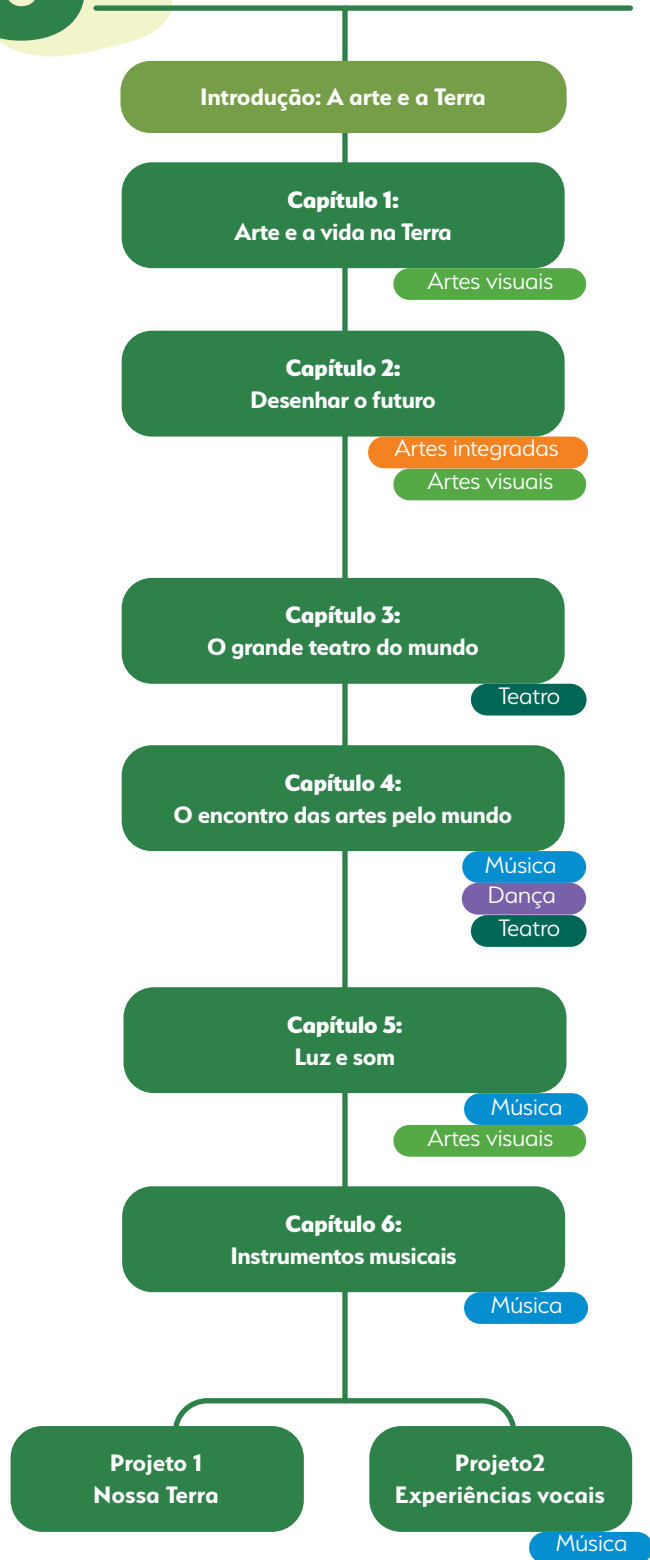 Introdução: A arte e a Terra
Capítulo 1:
Arte e a vida na Terra
Artes visuais
Capítulo 2:
Desenhar o futuro
Artes integradas
Artes visuais
Capítulo 3:
O grande teatro do mundo
Teatro
Capítulo 4:
O encontro das artes pelo mundo
Música
Dança
Teatro
Capítulo 5:
Luz e som
Música
Artes visuais
Capítulo 6:
Instrumentos musicais
Música
Projeto 1
Nossa Terra
Projeto2
Experiências vocais
Música